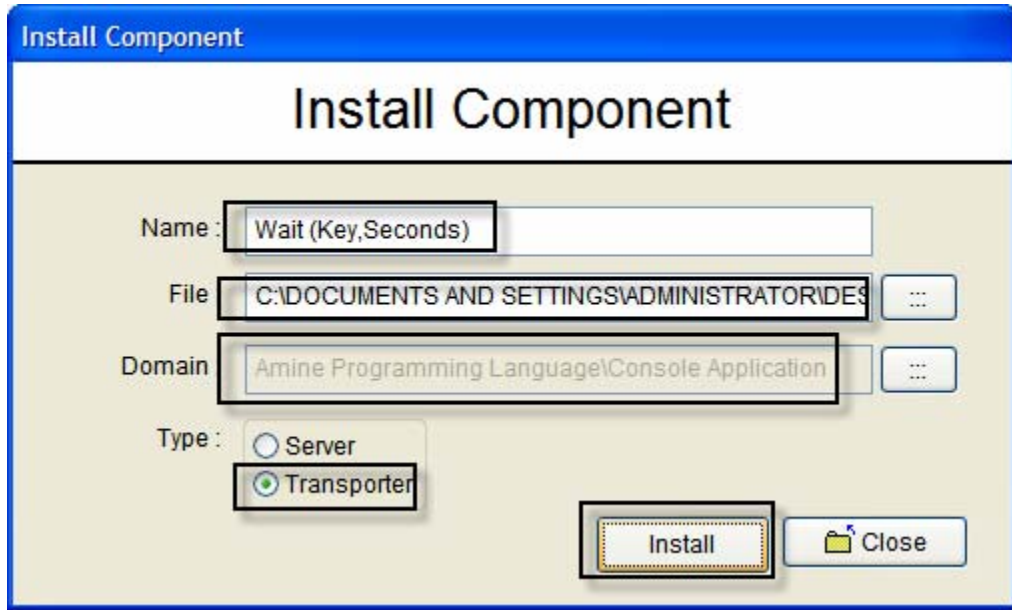 Install Component
Install Component
Name : Wait (Key,Seconds)
File C:\DOCUMENTS AND SETTINGS\ADMINISTRATOR\DES :::
Domain Amine Programming Language\Console Application :::
Type : Server
Transporter
Install Close